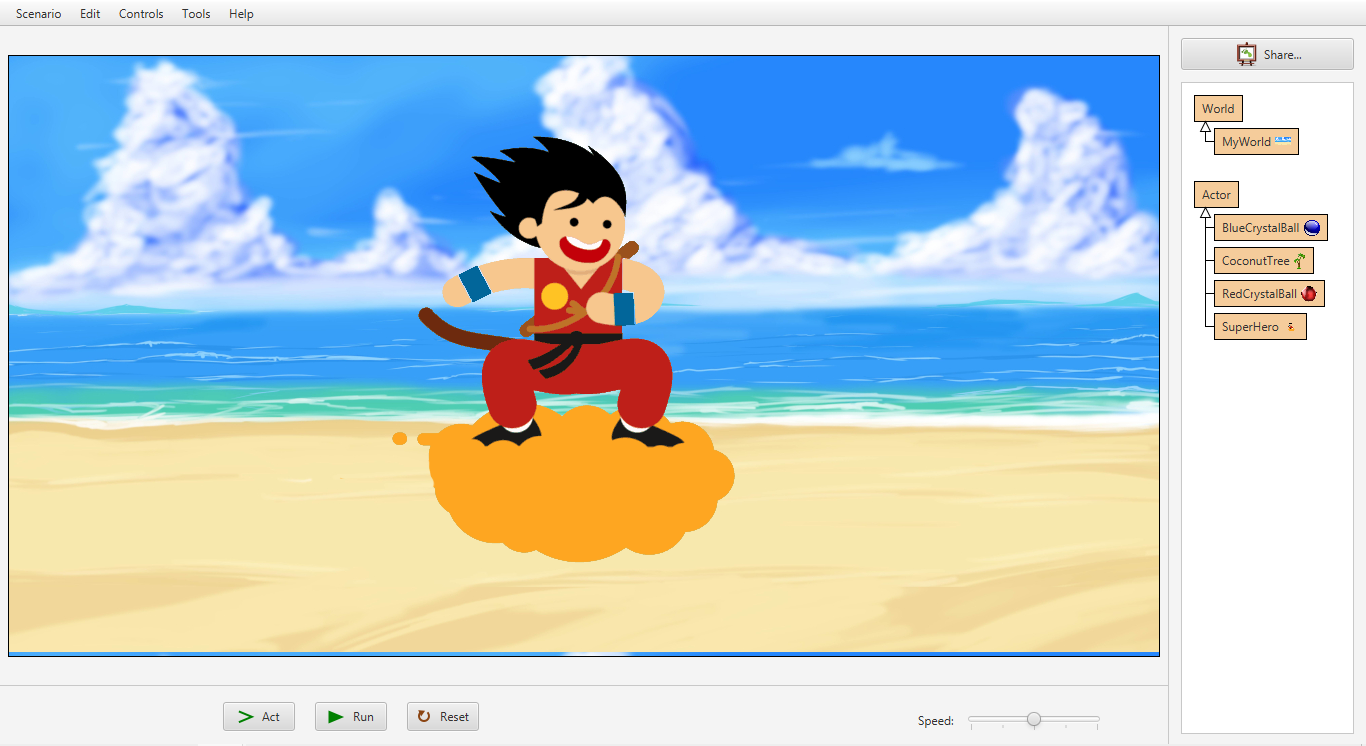 Scenario Edit Controls Tools Help
Share...
World
MyWorld
Actor
BlueCrystalBall
CoconutTree
RedCrystalBall
SuperHero
Act Run Reset Speed: